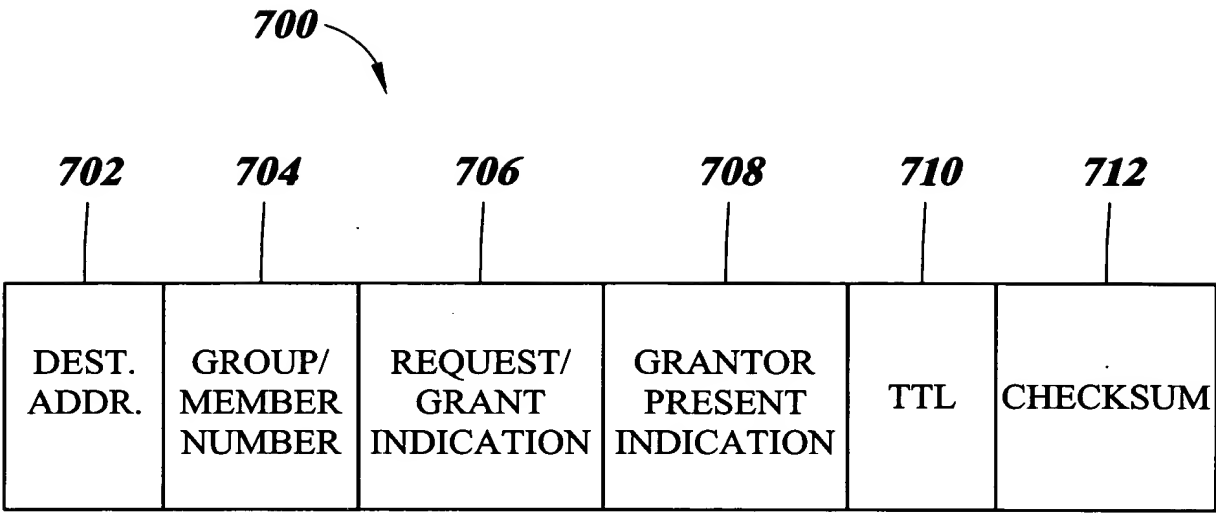 700
702 704 706 708 710 712
DEST.
ADDR.
GROUP/
MEMBER
NUMBER
REQUEST/
GRANT
INDICATION
GRANTOR
PRESENT
INDICATION
TTL
CHECKSUM